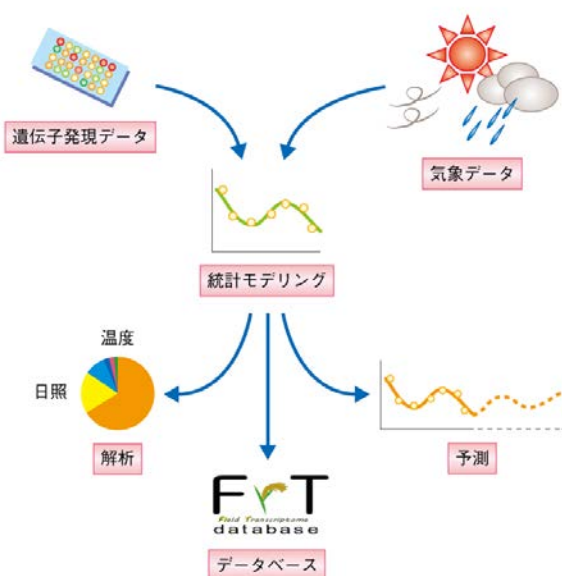 遺伝子発現データ
気象データ
統計モデリング
温度
日照
解析
予測
FiT
Field Transcriptome
database
データベース